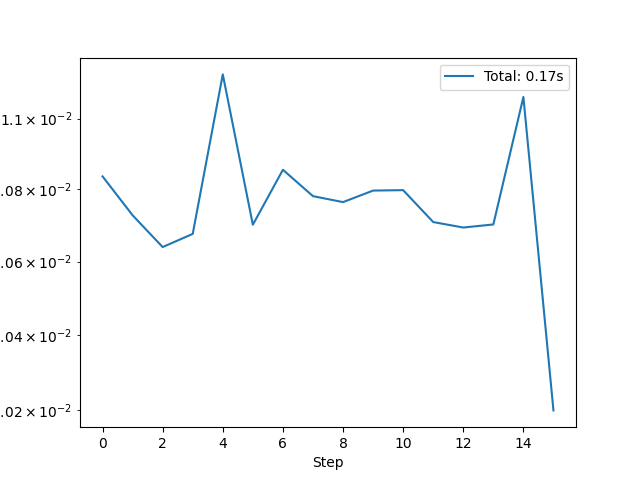 Total: 0.17s
1.1 × 10⁻²
.08 × 10⁻²
.06 × 10⁻²
.04 × 10⁻²
.02 × 10⁻²
0 2 4 6 8 10 12 14
Step